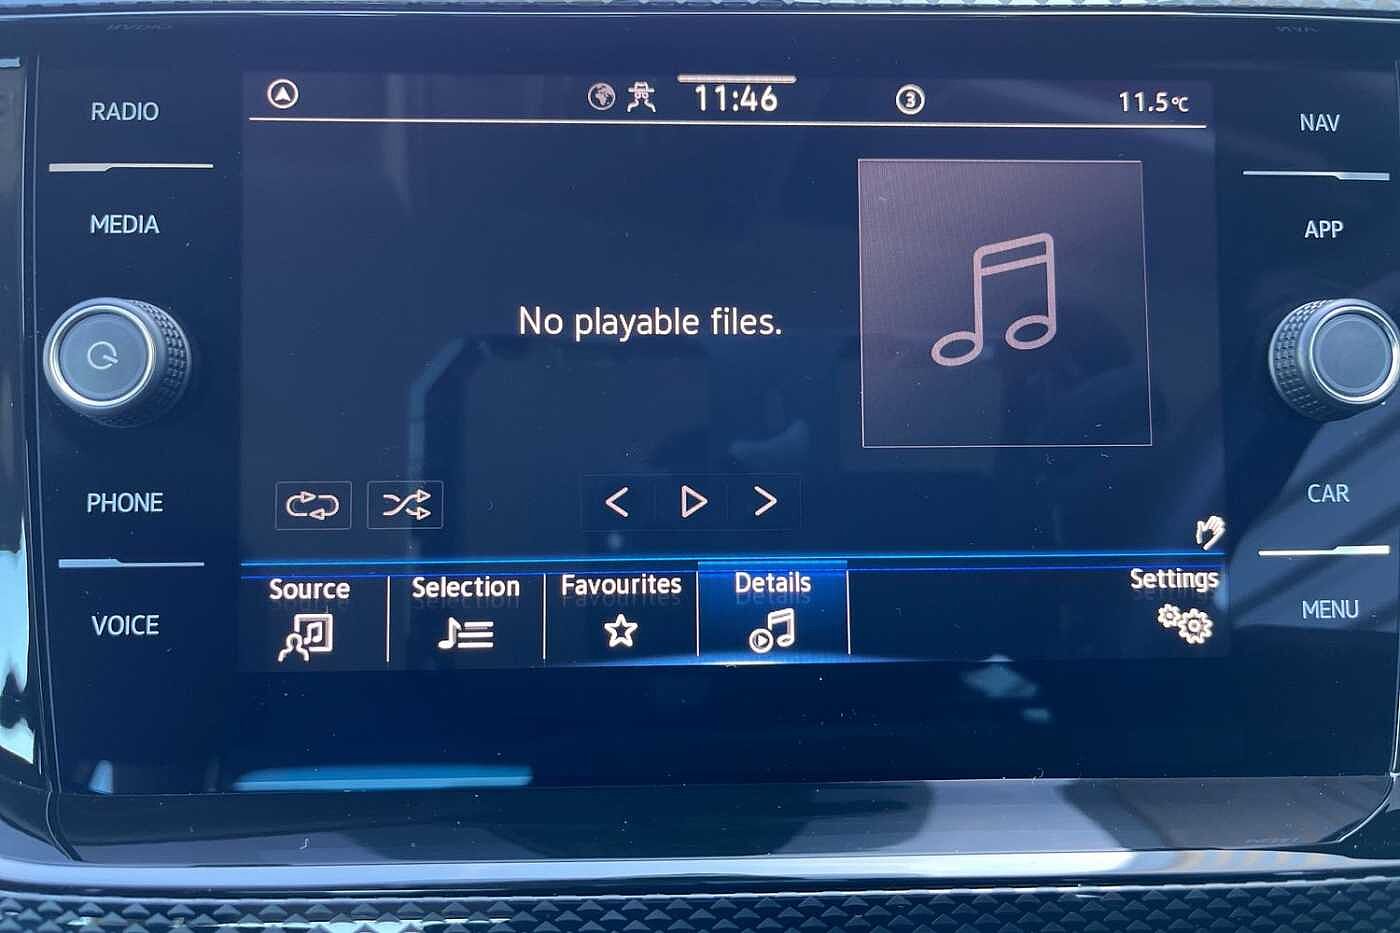 RADIO
MEDIA
PHONE
VOICE
11:46
3
11.5°C
No playable files.
Source
Selection
Favourites
Details
Settings
NAV
APP
CAR
MENU